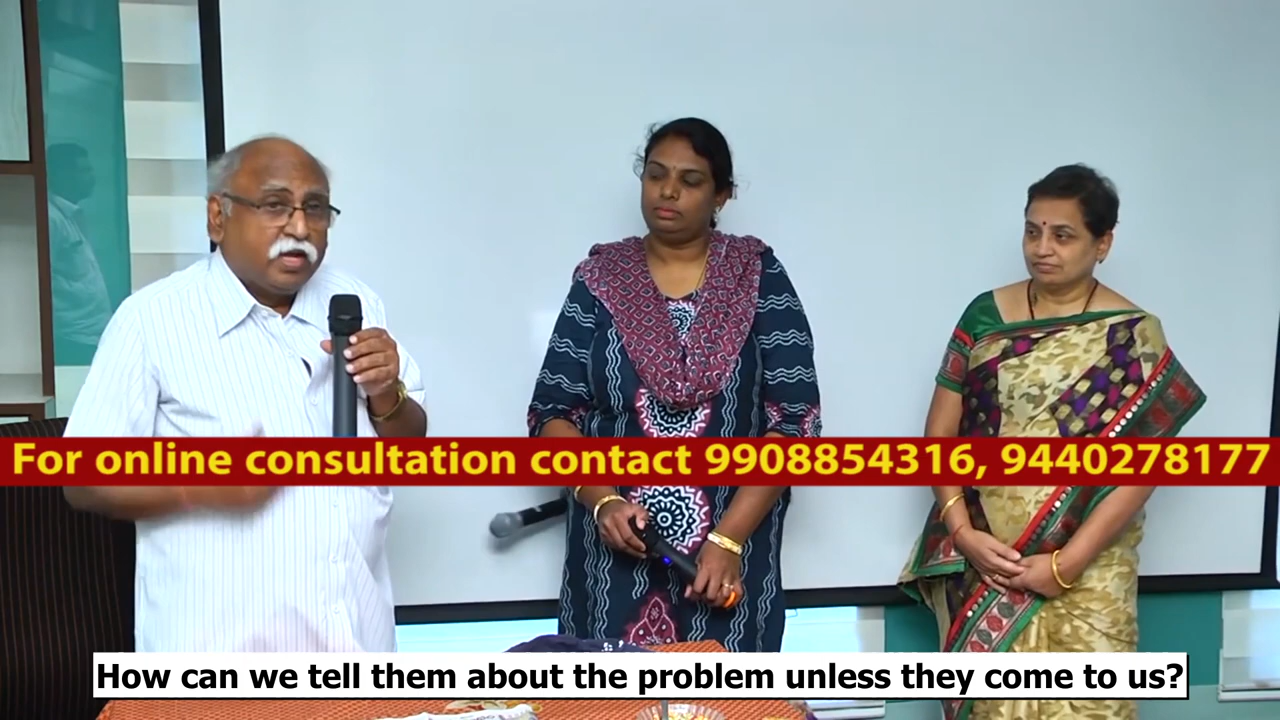 For online consultation contact 9908854316, 9440278177
How can we tell them about the problem unless they come to us?